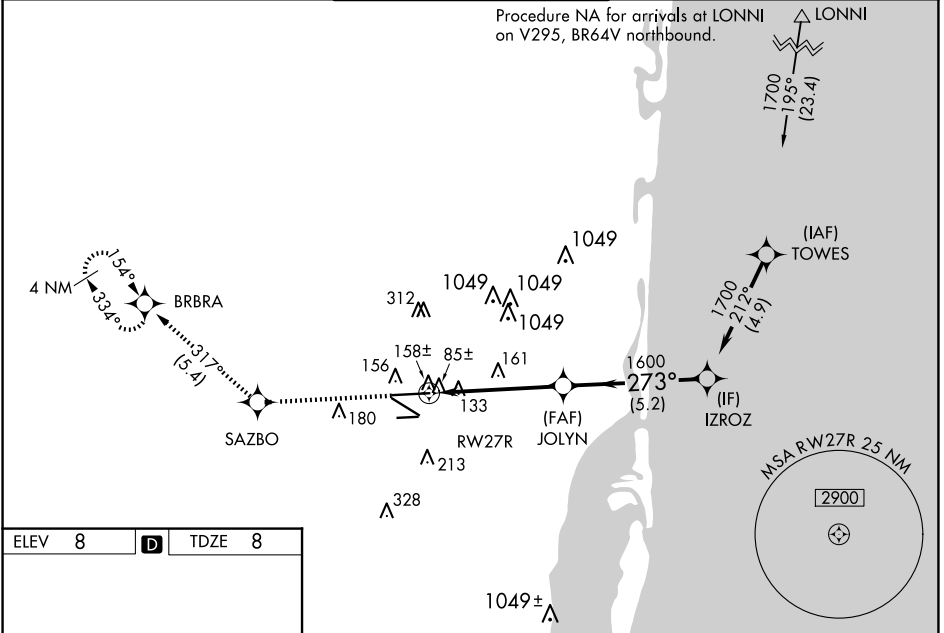 Procedure NA for arrivals at LONNI
on V295, BR64V northbound.
LONNI
1700
195°
(23.4)
(IAF)
TOWES
1700
212°
(4.9)
1049
1049
1049
1049
312
4 NM
154°
334°
BRBRA
317°
(5.4)
SAZBO
156
158±
85±
161
133
180
RW27R
213
328
(FAF)
JOLYN
1600
273°
(5.2)
(IF)
IZROZ
MSA RW27R 25 NM
2900
ELEV 8 D TDZE 8
1049±